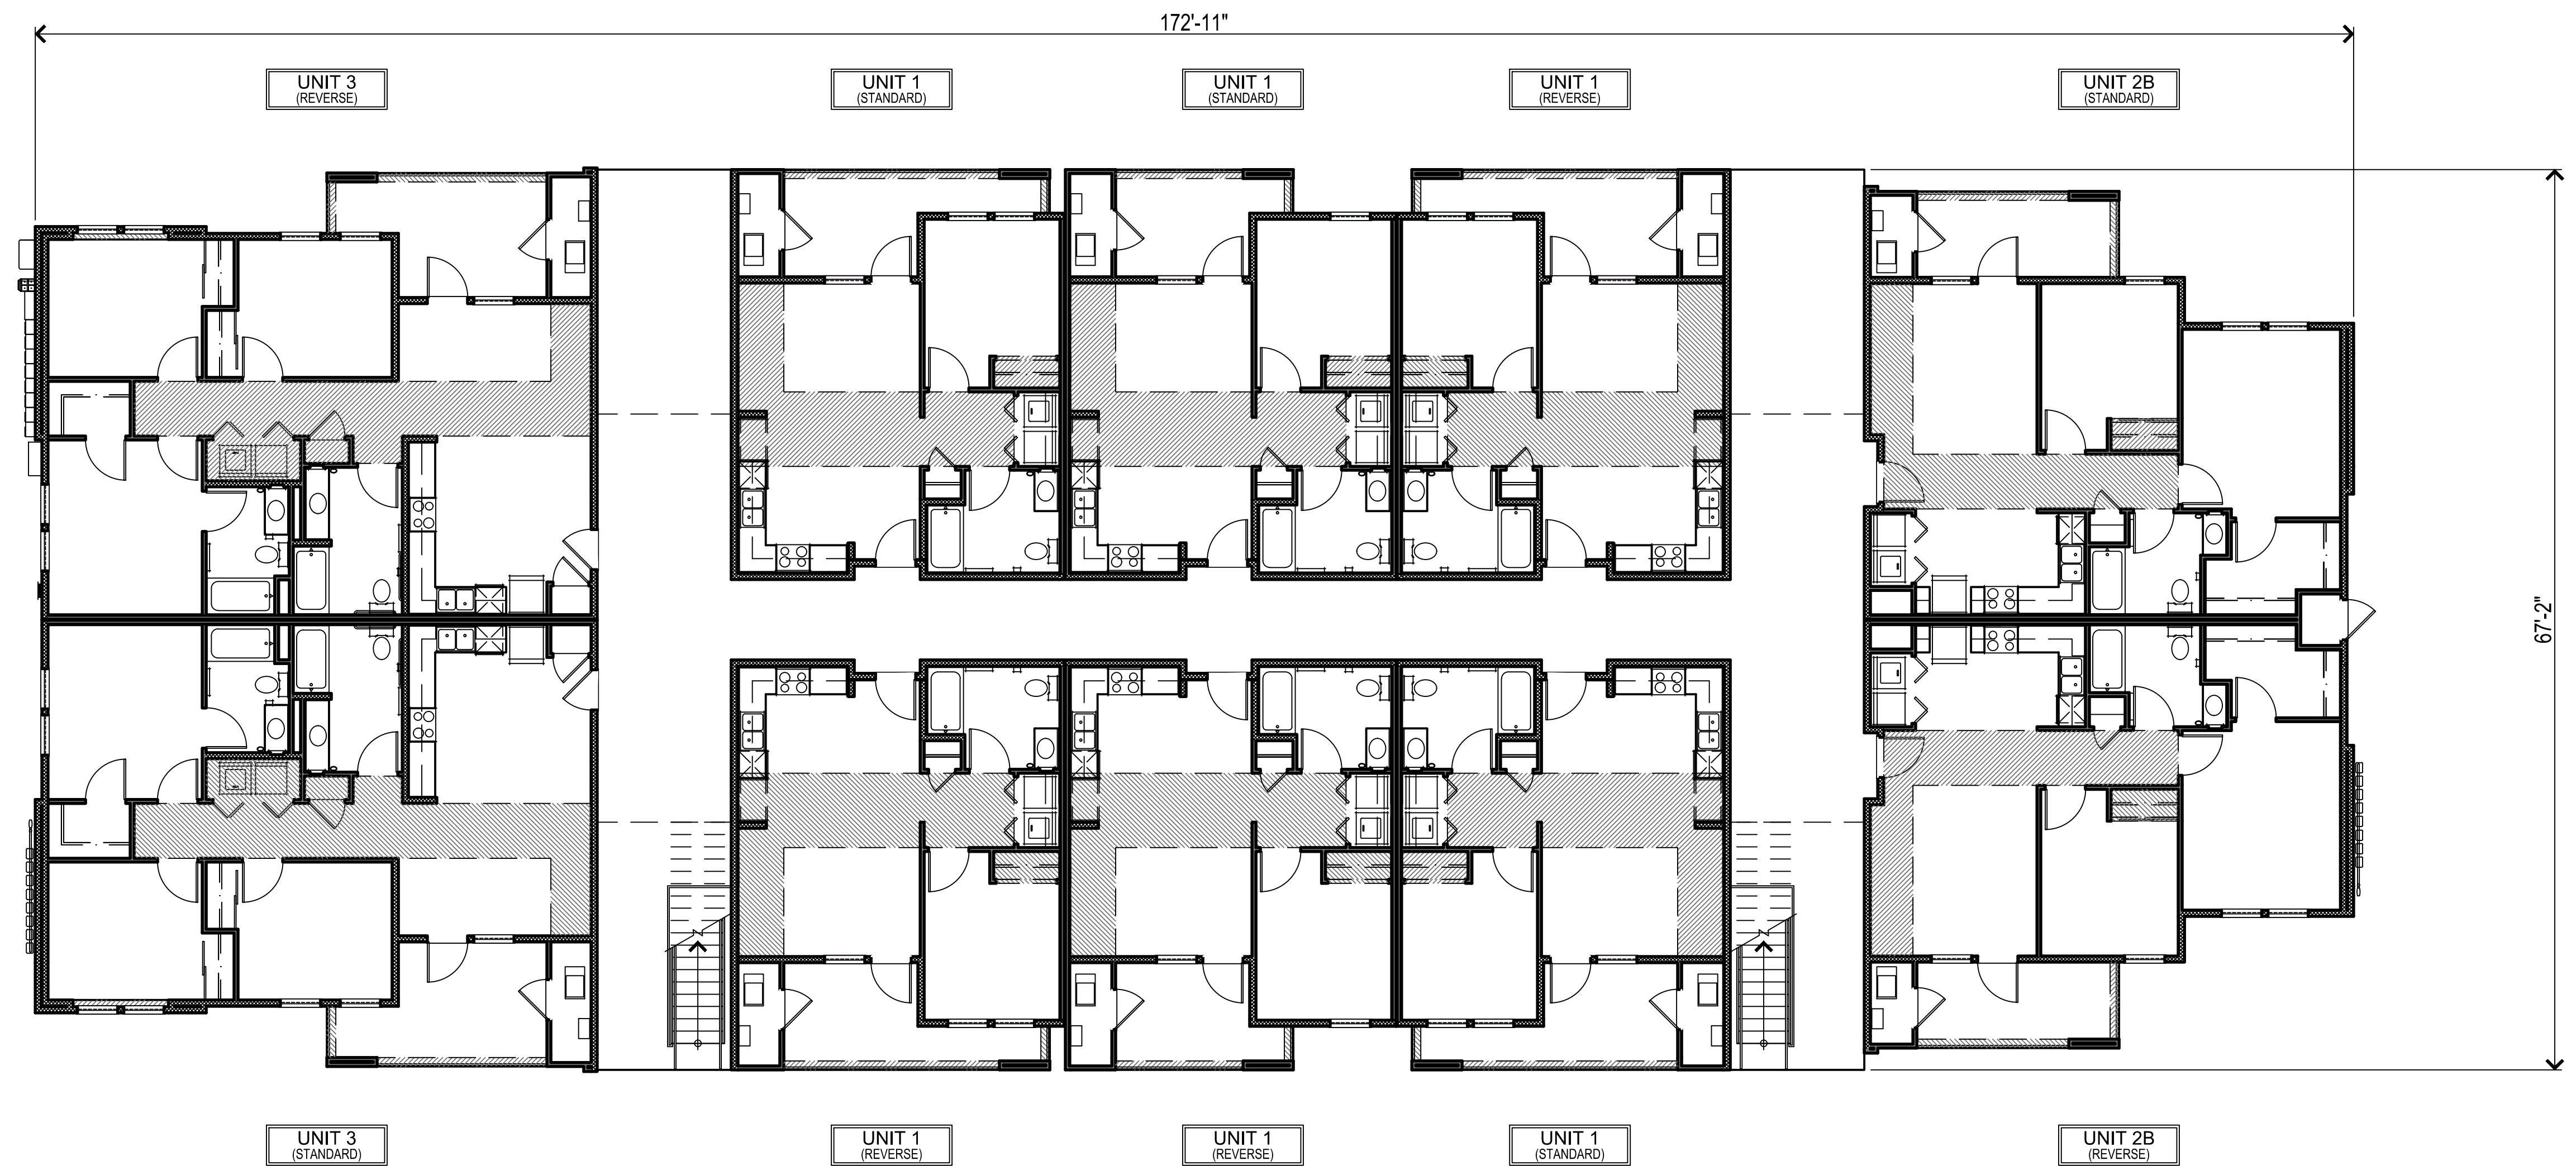 172'-11"
UNIT 3
(REVERSE)
UNIT 1
(STANDARD)
UNIT 1
(STANDARD)
UNIT 1
(REVERSE)
UNIT 2B
(STANDARD)
67'-2"
UNIT 3
(STANDARD)
UNIT 1
(REVERSE)
UNIT 1
(REVERSE)
UNIT 1
(STANDARD)
UNIT 2B
(REVERSE)